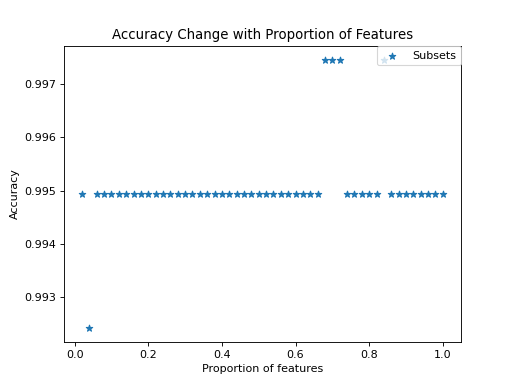 Accuracy Change with Proportion of Features
Subsets
0.997
0.996
0.995
0.994
0.993
Accuracy
0.0 0.2 0.4 0.6 0.8 1.0
Proportion of features